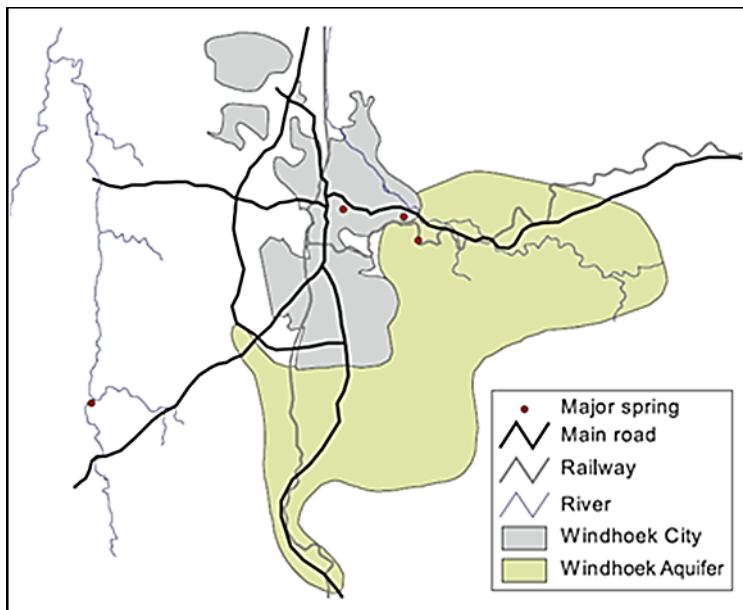 Major spring
Main road
Railway
River
Windhoek City
Windhoek Aquifer